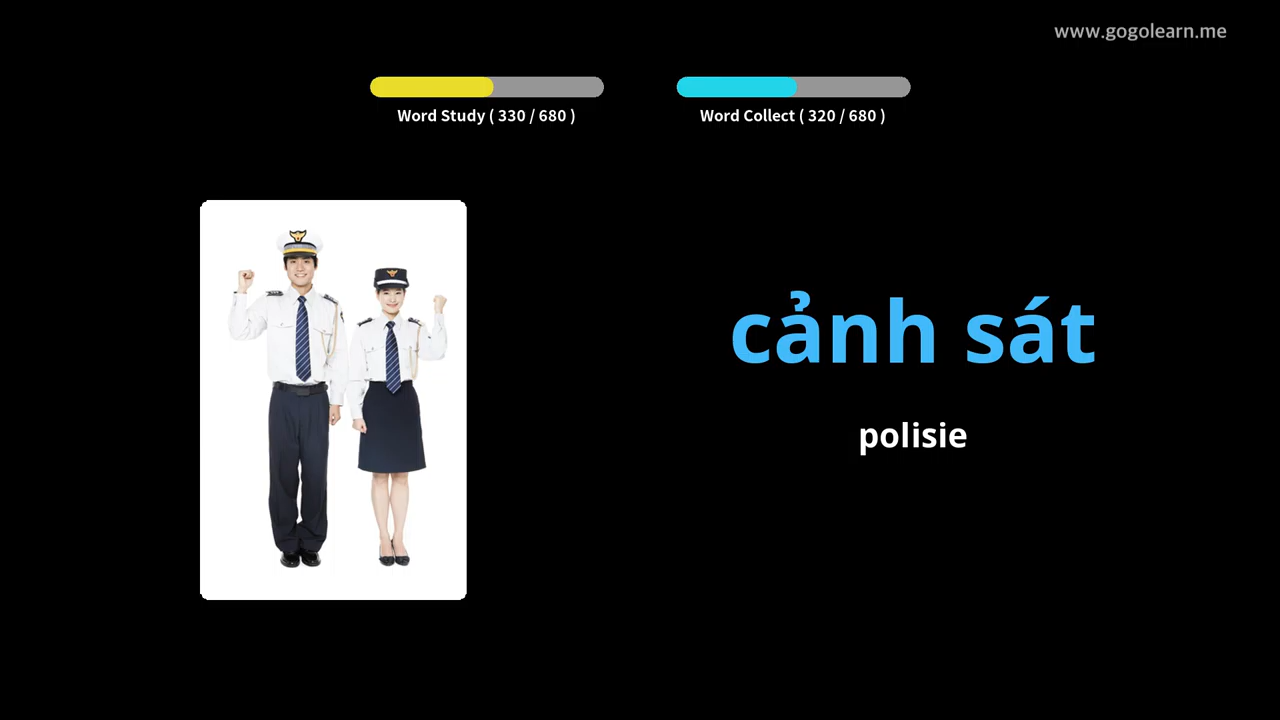 www.gogolearn.me
Word Study ( 330 / 680 )
Word Collect ( 320 / 680 )
cảnh sát
polisie